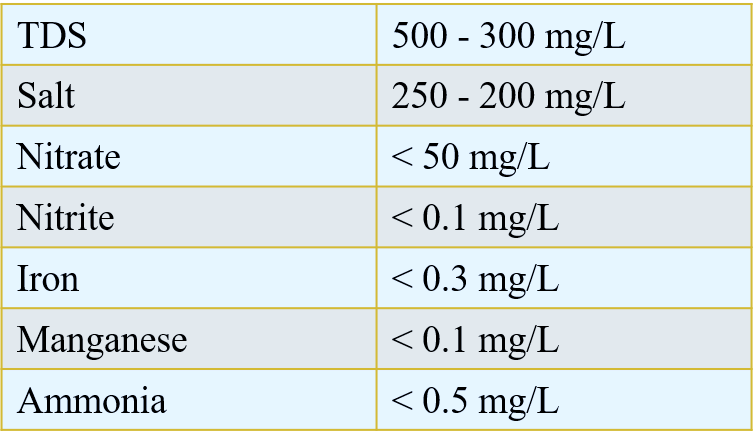 TDS 500 - 300 mg/L
Salt 250 - 200 mg/L
Nitrate < 50 mg/L
Nitrite < 0.1 mg/L
Iron < 0.3 mg/L
Manganese < 0.1 mg/L
Ammonia < 0.5 mg/L